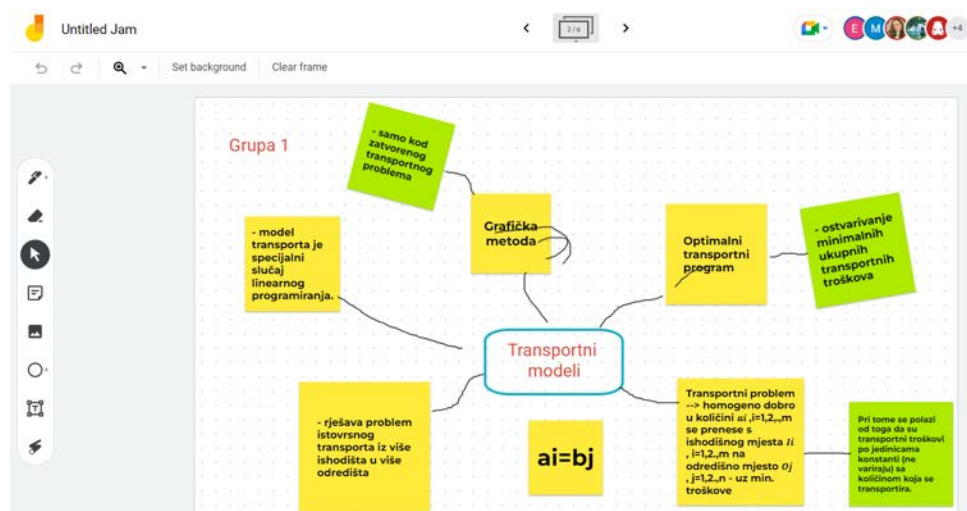 Untitled Jam
2/6
E
M
+4
Set background
Clear frame
Grupa 1
- samo kod
zatvorenog
transportnog
problema
- model
transporta je
specijalni
slučaj
linearnog
programiranja.
Grafička
metoda
Optimalni
transportni
program
- ostvarivanje
minimalnih
ukupnih
transportnih
troškova
Transportni
modeli
- rješava problem
istovrsnog
transporta iz više
ishodišta u više
odredišta
ai=bj
Transportni problem
--> homogeno dobro
u količini ai ,i=1,2,..,m
se prenese s
ishodišnog mjesta Ii
, i=1,2..,m na
odredišno mjesto Oj
, j=1,2..,n - uz min.
troškove
Pri tome se polazi
od toga da su
transportni troškovi
po jedinicama
konstanti (ne
variraju) sa
količinom koja se
transportira.